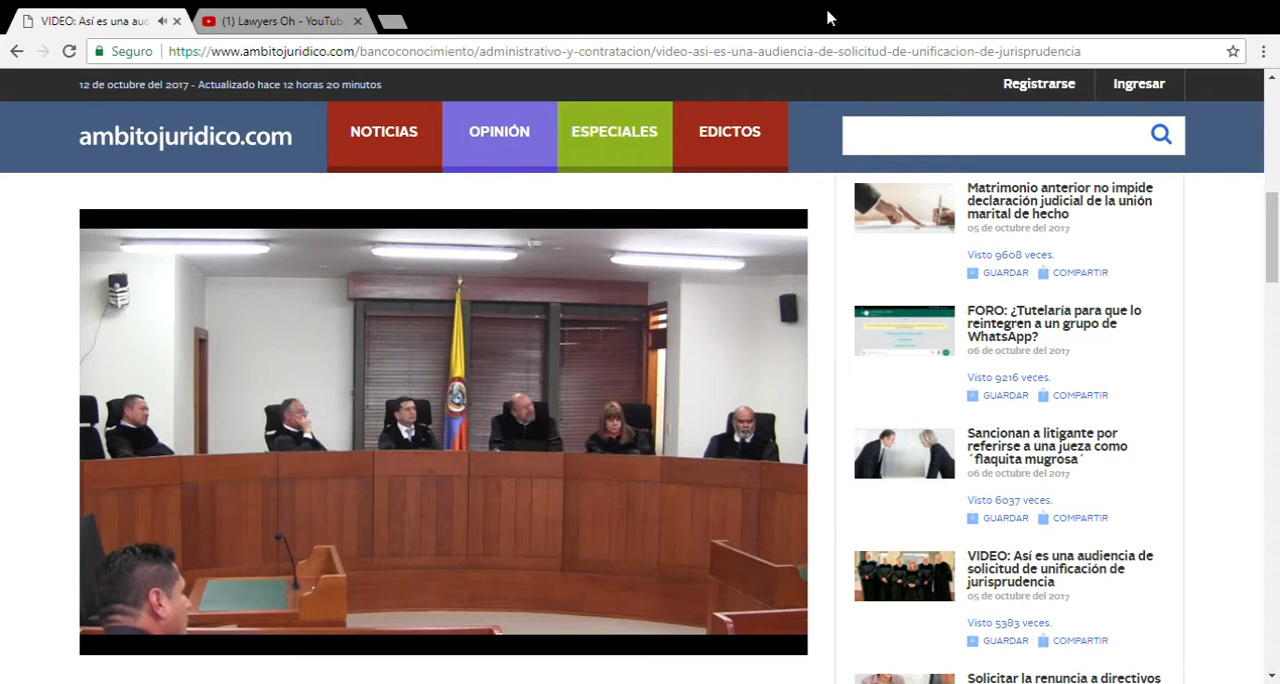 VIDEO: Así es una aud
(1) Lawyers Oh - YouTub
Seguro
https://www.ambitojuridico.com/bancoconocimiento/administrativo-y-contratacion/video-asi-es-una-audiencia-de-solicitud-de-unificacion-de-jurisprudencia
12 de octubre del 2017 - Actualizado hace 12 horas 20 minutos
Registrarse
Ingresar
ambitojuridico.com
NOTICIAS
OPINIÓN
ESPECIALES
EDICTOS
Matrimonio anterior no impide
declaración judicial de la unión
marital de hecho
05 de octubre del 2017
Visto 9608 veces.
GUARDAR COMPARTIR
FORO: ¿Tutelaría para que lo
reintegren a un grupo de
WhatsApp?
06 de octubre del 2017
Visto 9216 veces.
GUARDAR COMPARTIR
Sancionan a litigante por
referirse a una jueza como
´flaquita mugrosa´
06 de octubre del 2017
Visto 6037 veces.
GUARDAR COMPARTIR
VIDEO: Así es una audiencia de
solicitud de unificación de
jurisprudencia
05 de octubre del 2017
Visto 5383 veces.
GUARDAR COMPARTIR
Solicitar la renuncia a directivos